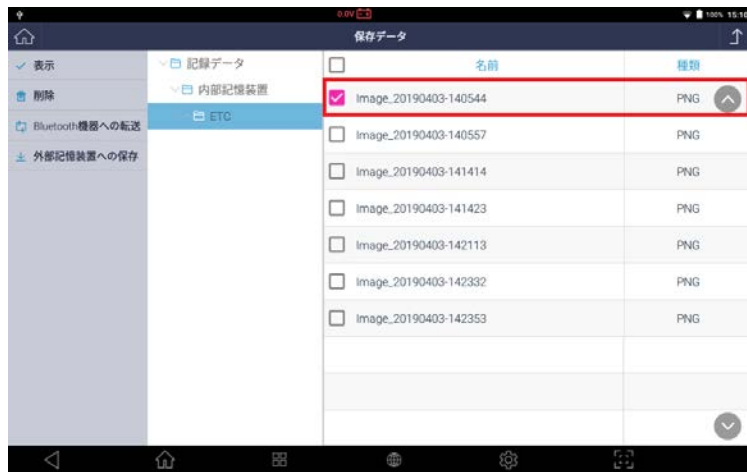 0.0V
100% 15:10
保存データ
表示
削除
Bluetooth機器への転送
外部記憶装置への保存
記録データ
内部記憶装置
ETC
名前 種類
Image_20190403-140544 PNG
Image_20190403-140557 PNG
Image_20190403-141414 PNG
Image_20190403-141423 PNG
Image_20190403-142113 PNG
Image_20190403-142332 PNG
Image_20190403-142353 PNG